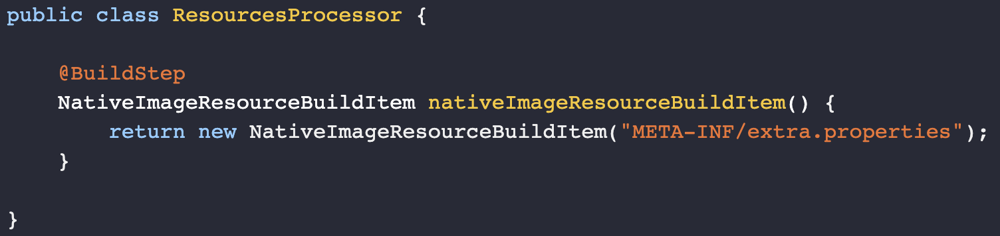 public class ResourcesProcessor {
@BuildStep
NativeImageResourceBuildItem nativeImageResourceBuildItem() {
return new NativeImageResourceBuildItem("META-INF/extra.properties");
}
}